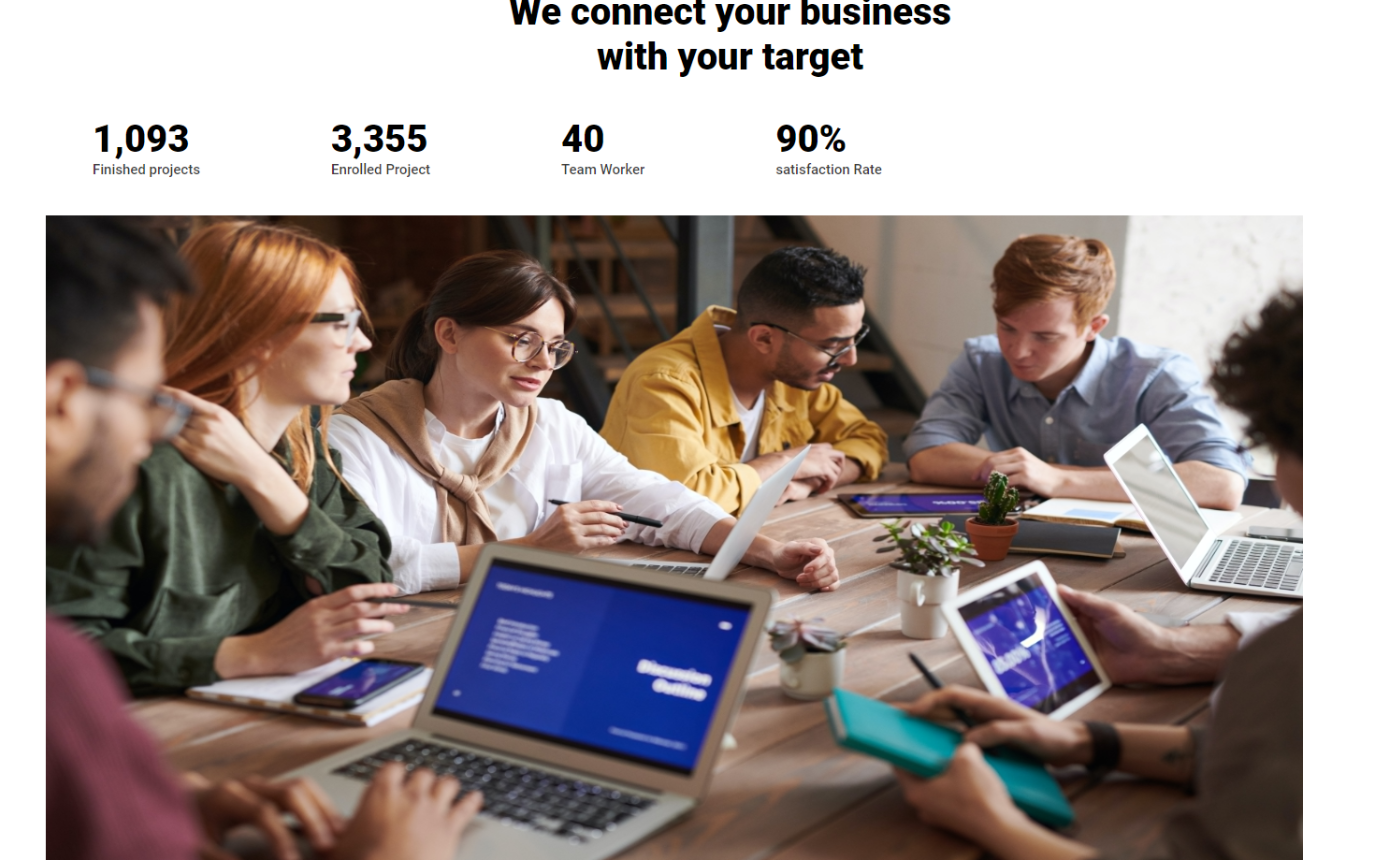 We connect your business
with your target
1,093
3,355
40
90%
Finished projects
Enrolled Project
Team Worker
satisfaction Rate
Discussion
Outline